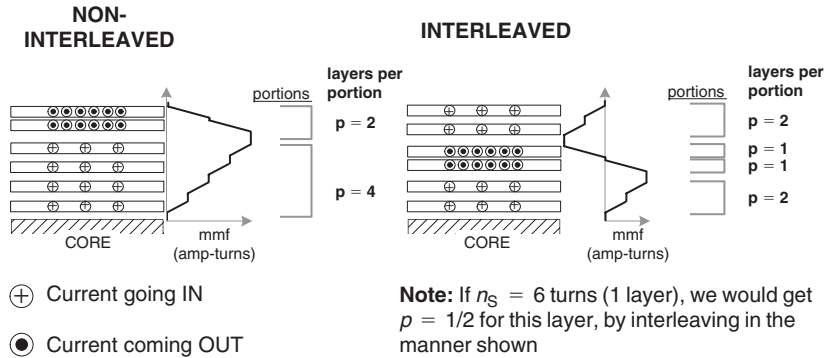 NON-
INTERLEAVED
portions
layers per
portion
p = 2
p = 4
CORE
mmf
(amp-turns)
INTERLEAVED
portions
layers per
portion
p = 2
p = 1
p = 1
p = 2
CORE
mmf
(amp-turns)
Current going IN
Current coming OUT
Note: If nS = 6 turns (1 layer), we would get
p = 1/2 for this layer, by interleaving in the
manner shown